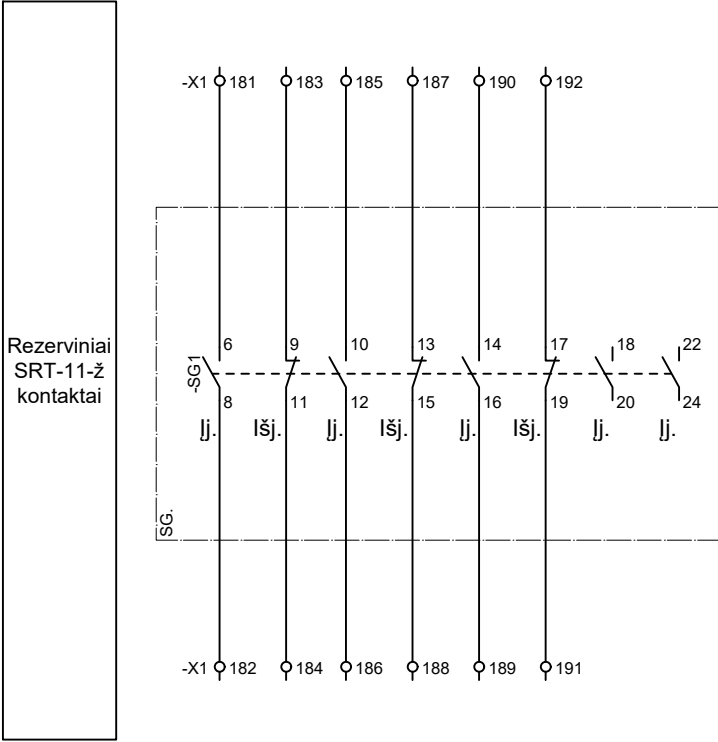 -X1 181 183 185 187 190 192
Rezerviniai
SRT-11-ž
kontaktai
-SG1
6 9 10 13 14 17 18 22
8 11 12 15 16 19 20 24
Įj. Išj. Įj. Išj. Įj. Išj. Įj. Įj.
SG.
-X1 182 184 186 188 189 191